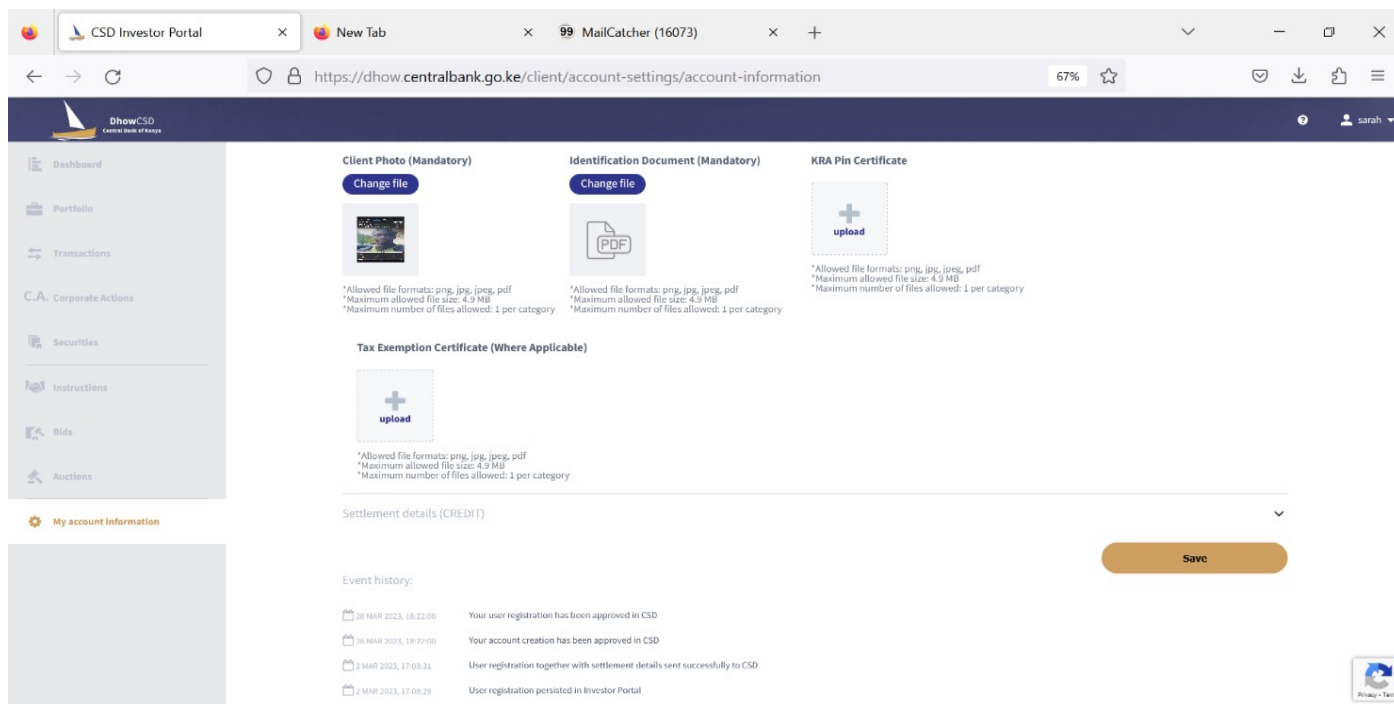 CSD Investor Portal
New Tab
99 MailCatcher (16073)
https://dhow.centralbank.go.ke/client/account-settings/account-information
67%
DhowCSD
Central Bank of Kenya
sarah
Dashboard
Portfolio
Transactions
C.A. Corporate Actions
Securities
Instructions
Bids
Auctions
My account information
Client Photo (Mandatory)
Identification Document (Mandatory)
KRA Pin Certificate
Change file
Change file
PDF
upload
*Allowed file formats: png, jpg, jpeg, pdf
*Maximum allowed file size: 4.9 MB
*Maximum number of files allowed: 1 per category
*Allowed file formats: png, jpg, jpeg, pdf
*Maximum allowed file size: 4.9 MB
*Maximum number of files allowed: 1 per category
*Allowed file formats: png, jpg, jpeg, pdf
*Maximum allowed file size: 4.9 MB
*Maximum number of files allowed: 1 per category
Tax Exemption Certificate (Where Applicable)
upload
*Allowed file formats: png, jpg, jpeg, pdf
*Maximum allowed file size: 4.9 MB
*Maximum number of files allowed: 1 per category
Settlement details (CREDIT)
Save
Event history:
28 MAR 2023, 18:22:00 Your user registration has been approved in CSD
28 MAR 2023, 18:22:00 Your account creation has been approved in CSD
2 MAR 2023, 17:08:31 User registration together with settlement details sent successfully to CSD
2 MAR 2023, 17:08:29 User registration persisted in Investor Portal
Privacy - Terms